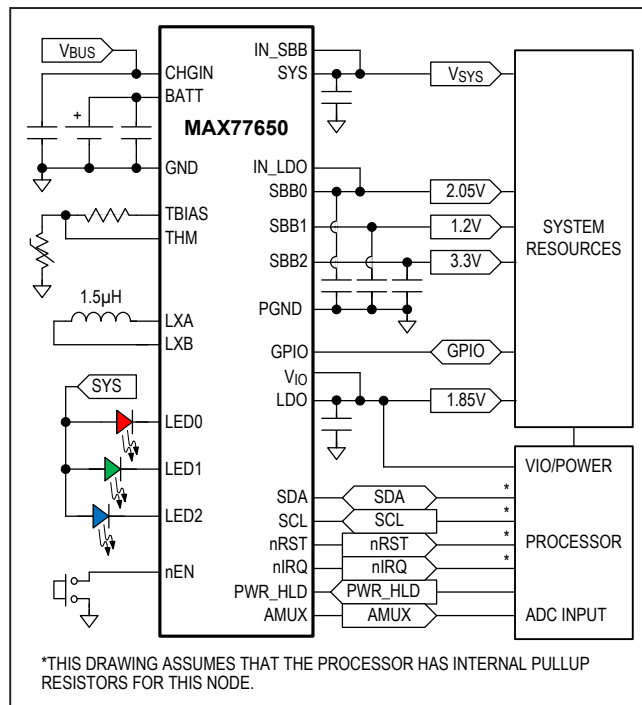 VBUS
CHGIN
BATT
+
MAX77650
GND
TBIAS
THM
1.5µH
LXA
LXB
SYS
LED0
LED1
LED2
nEN
IN_SBB
SYS
VSYS
IN_LDO
SBB0
2.05V
SBB1
1.2V
SBB2
3.3V
PGND
GPIO
GPIO
VIO
LDO
1.85V
SYSTEM
RESOURCES
VIO/POWER
SDA
SDA
*
SCL
SCL
*
nRST
nRST
*
nIRQ
nIRQ
*
PROCESSOR
PWR_HLD
PWR_HLD
AMUX
AMUX
ADC INPUT
*THIS DRAWING ASSUMES THAT THE PROCESSOR HAS INTERNAL PULLUP
RESISTORS FOR THIS NODE.